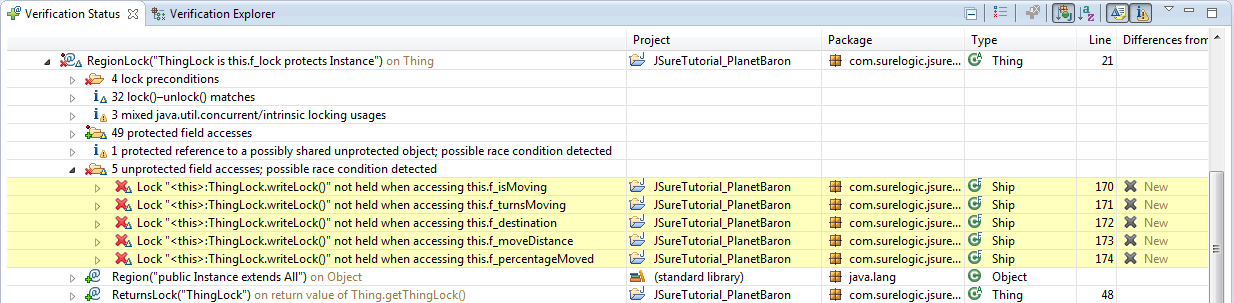 Verification Status Verification Explorer
Project Package Type Line Differences from
RegionLock("ThingLock is this.f_lock protects Instance") on Thing JSureTutorial_PlanetBaron com.surelogic.jsure... Thing 21
4 lock preconditions
32 lock()–unlock() matches
3 mixed java.util.concurrent/intrinsic locking usages
49 protected field accesses
1 protected reference to a possibly shared unprotected object; possible race condition detected
5 unprotected field accesses; possible race condition detected
Lock "<this>:ThingLock.writeLock()" not held when accessing this.f_isMoving JSureTutorial_PlanetBaron com.surelogic.jsure... Ship 170 New
Lock "<this>:ThingLock.writeLock()" not held when accessing this.f_turnsMoving JSureTutorial_PlanetBaron com.surelogic.jsure... Ship 171 New
Lock "<this>:ThingLock.writeLock()" not held when accessing this.f_destination JSureTutorial_PlanetBaron com.surelogic.jsure... Ship 172 New
Lock "<this>:ThingLock.writeLock()" not held when accessing this.f_moveDistance JSureTutorial_PlanetBaron com.surelogic.jsure... Ship 173 New
Lock "<this>:ThingLock.writeLock()" not held when accessing this.f_percentageMoved JSureTutorial_PlanetBaron com.surelogic.jsure... Ship 174 New
Region("public Instance extends All") on Object (standard library) java.lang Object
ReturnsLock("ThingLock") on return value of Thing.getThingLock() JSureTutorial_PlanetBaron com.surelogic.jsure... Thing 48